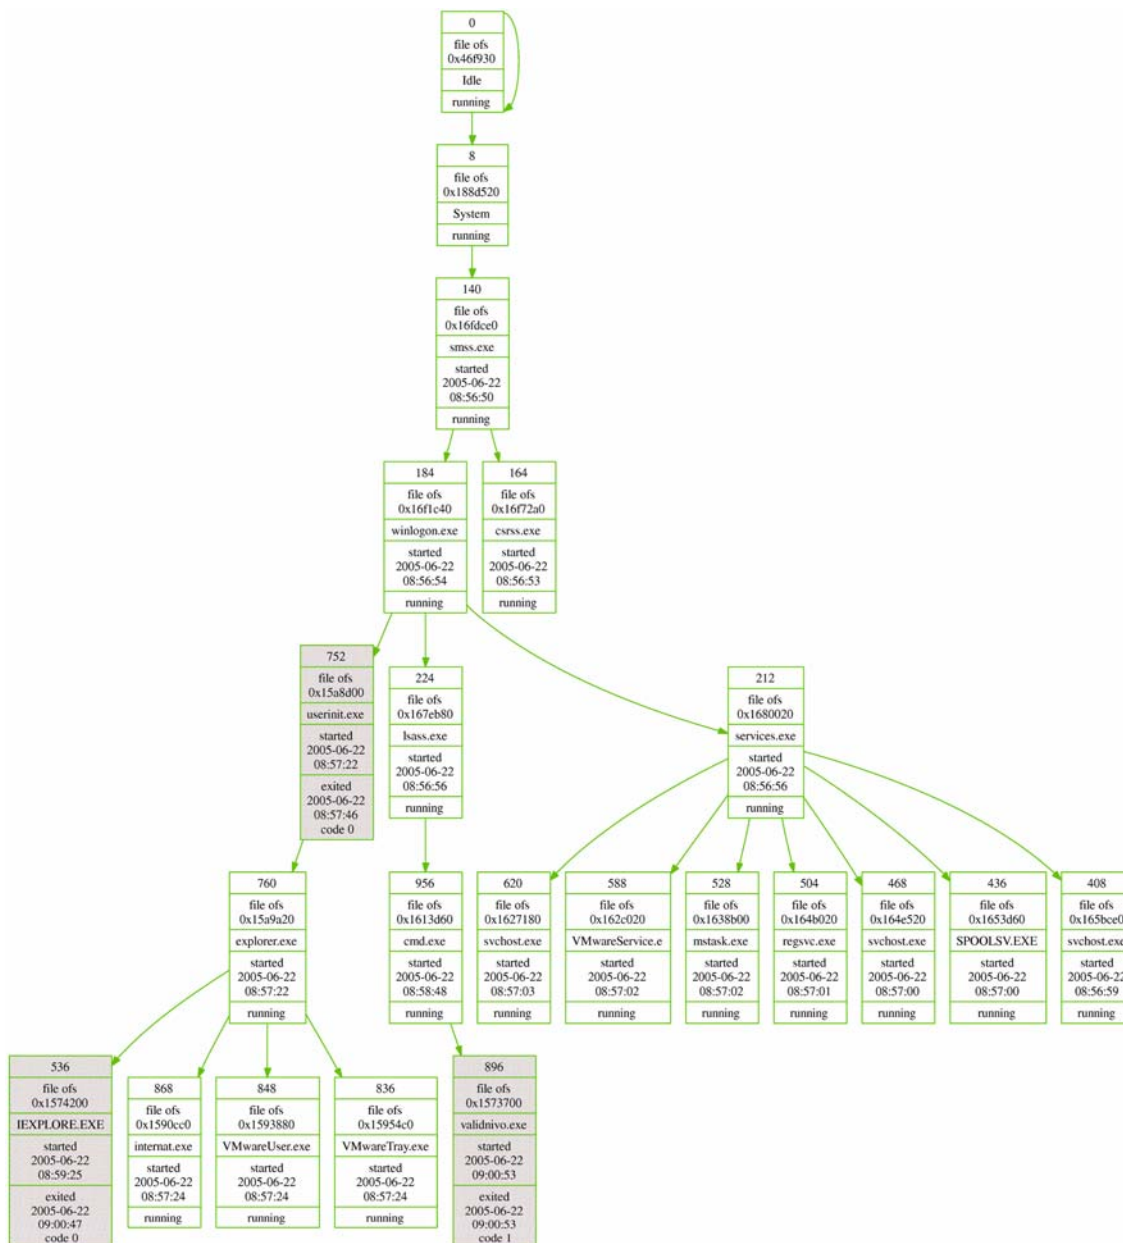 0
file ofs
0x46f930
Idle
running
8
file ofs
0x188d520
System
running
140
file ofs
0x16fdce0
smss.exe
started
2005-06-22
08:56:50
running
184
file ofs
0x16f1c40
winlogon.exe
started
2005-06-22
08:56:54
running
164
file ofs
0x16f72a0
csrss.exe
started
2005-06-22
08:56:53
running
752
file ofs
0x15a8d00
userinit.exe
started
2005-06-22
08:57:22
exited
2005-06-22
08:57:46
code 0
224
file ofs
0x167eb80
lsass.exe
started
2005-06-22
08:56:56
running
212
file ofs
0x1680020
services.exe
started
2005-06-22
08:56:56
running
760
file ofs
0x15a9a20
explorer.exe
started
2005-06-22
08:57:22
running
956
file ofs
0x1613d60
cmd.exe
started
2005-06-22
08:58:48
running
620
file ofs
0x1627180
svchost.exe
started
2005-06-22
08:57:03
running
588
file ofs
0x162c020
VMwareService.e
started
2005-06-22
08:57:02
running
528
file ofs
0x1638b00
mstask.exe
started
2005-06-22
08:57:02
running
504
file ofs
0x164b020
regsvc.exe
started
2005-06-22
08:57:01
running
468
file ofs
0x164e520
svchost.exe
started
2005-06-22
08:57:00
running
436
file ofs
0x1653d60
SPOOLSV.EXE
started
2005-06-22
08:57:00
running
408
file ofs
0x165bce0
svchost.exe
started
2005-06-22
08:56:59
running
536
file ofs
0x1574200
IEXPLORE.EXE
started
2005-06-22
08:59:25
exited
2005-06-22
09:00:47
code 0
868
file ofs
0x1590cc0
internat.exe
started
2005-06-22
08:57:24
running
848
file ofs
0x1593880
VMwareUser.exe
started
2005-06-22
08:57:24
running
836
file ofs
0x15954c0
VMwareTray.exe
started
2005-06-22
08:57:24
running
896
file ofs
0x1573700
validnivo.exe
started
2005-06-22
09:00:53
exited
2005-06-22
09:00:53
code 1